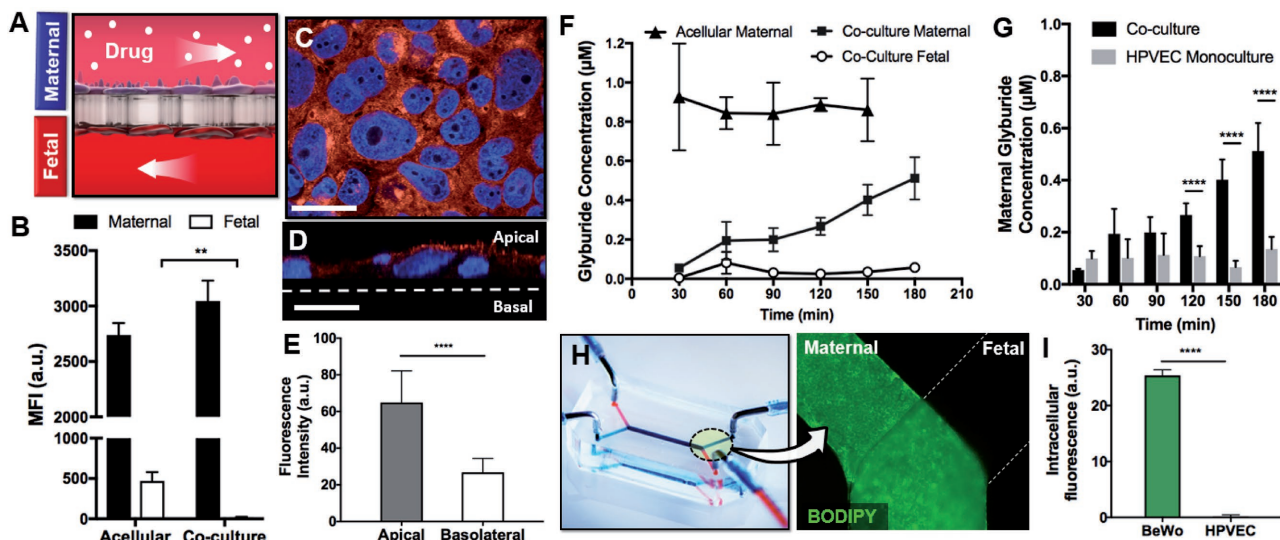 A
Maternal
Fetal
Drug
B
Maternal
Fetal
**
3500
3000
2500
2000
1000
500
0
MFI (a.u.)
Acellular
Co-culture
C
D
Apical
Basal
E
****
100
80
60
40
20
0
Fluorescence
Intensity (a.u.)
Apical
Basolateral
F
Acellular Maternal
Co-culture Maternal
Co-Culture Fetal
1.2
1.0
0.8
0.6
0.4
0.2
0
Glyburide Concentration (µM)
0
30
60
90
120
150
180
210
Time (min)
G
Co-culture
HPVEC Monoculture
1.0
0.8
0.6
0.4
0.2
0.0
Maternal Glyburide
Concentration (µM)
****
****
****
30
60
90
120
150
180
Time (min)
H
Maternal
Fetal
BODIPY
I
****
30
20
10
0
Intracellular
fluorescence (a.u.)
BeWo
HPVEC